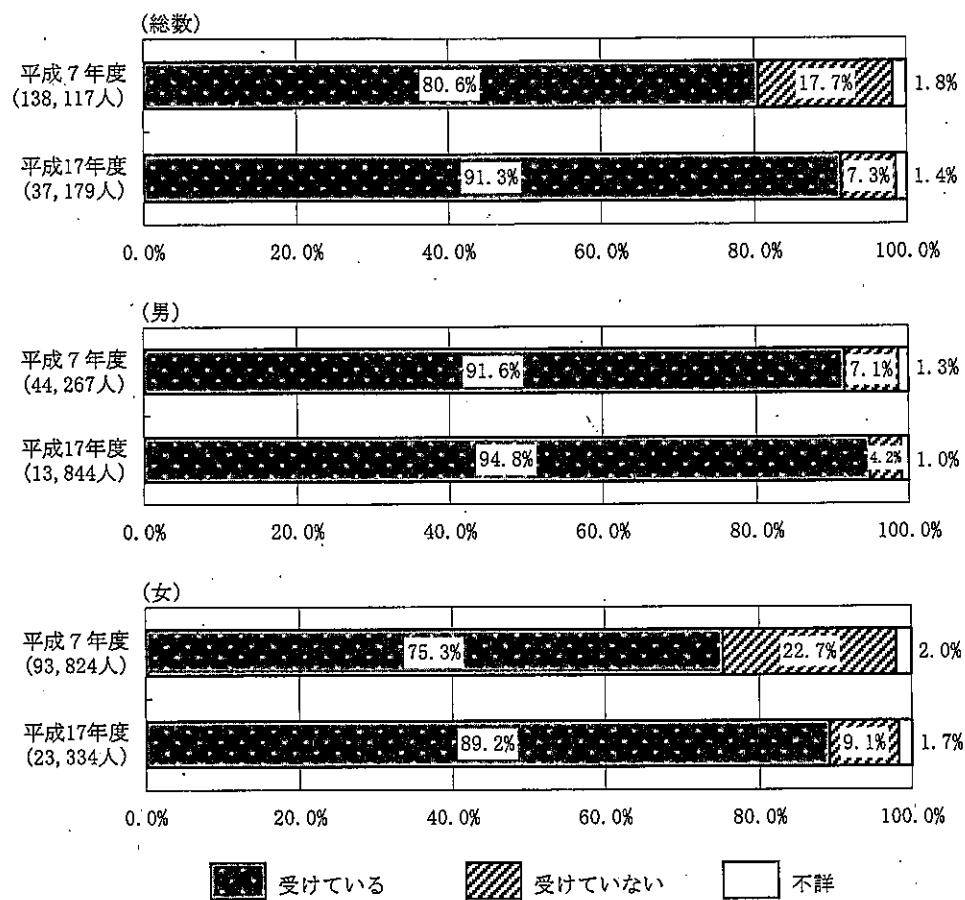 (総数)
平成7年度
(138,117人)
80.6%
17.7%
1.8%
平成17年度
(37,179人)
91.3%
7.3%
1.4%
0.0% 20.0% 40.0% 60.0% 80.0% 100.0%
(男)
平成7年度
(44,267人)
91.6%
7.1%
1.3%
平成17年度
(13,844人)
94.8%
4.2%
1.0%
0.0% 20.0% 40.0% 60.0% 80.0% 100.0%
(女)
平成7年度
(93,824人)
75.3%
22.7%
2.0%
平成17年度
(23,334人)
89.2%
9.1%
1.7%
0.0% 20.0% 40.0% 60.0% 80.0% 100.0%
受けている 受けていない 不詳